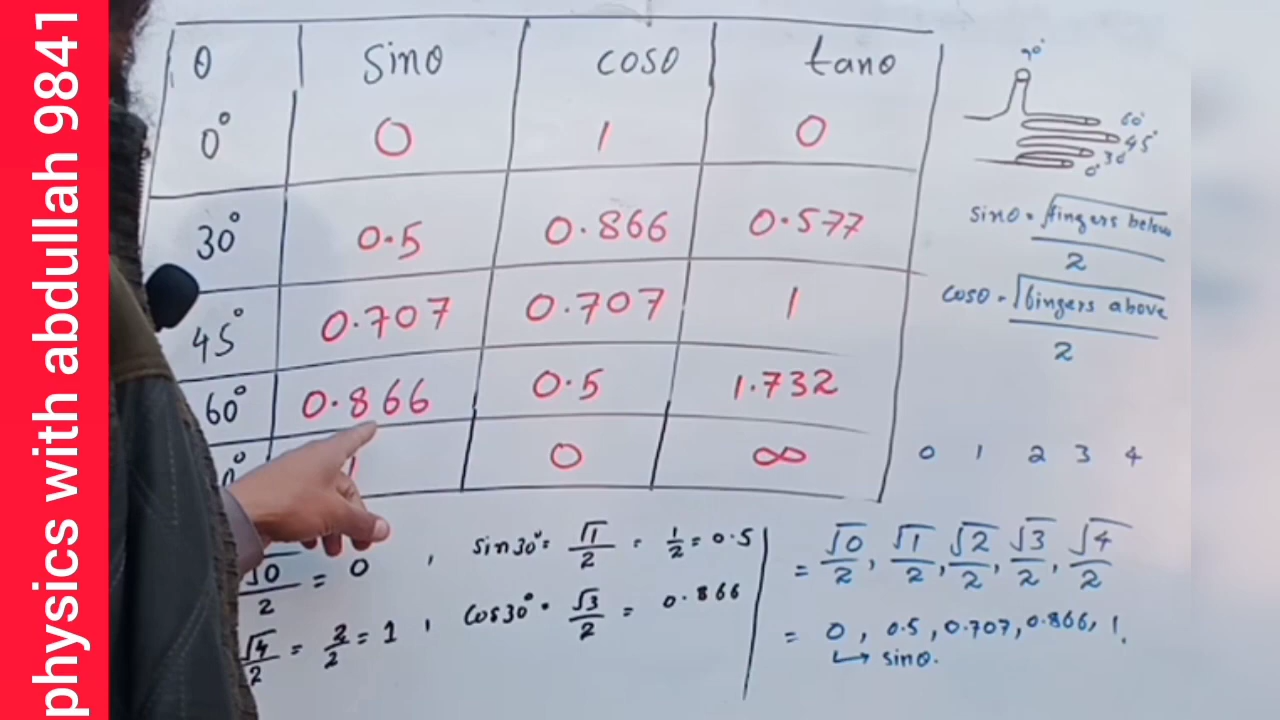 physics with abdullah 9841
θ sinθ cosθ tanθ
0° 0 1 0
30° 0.5 0.866 0.577
45° 0.707 0.707 1
60° 0.866 0.5 1.732
0° 1 0 ∞
√0/2 = 0 , sin30° = √1/2 = 1/2 = 0.5
√4/2 = 2/2 = 1 , cos30° = √3/2 = 0.866
90°
60°
45°
30°
0°
sinθ = √fingers below/2
cosθ = √fingers above/2
0 1 2 3 4
= √0/2, √1/2, √2/2, √3/2, √4/2
= 0, 0.5, 0.707, 0.866, 1.
↳ sinθ.